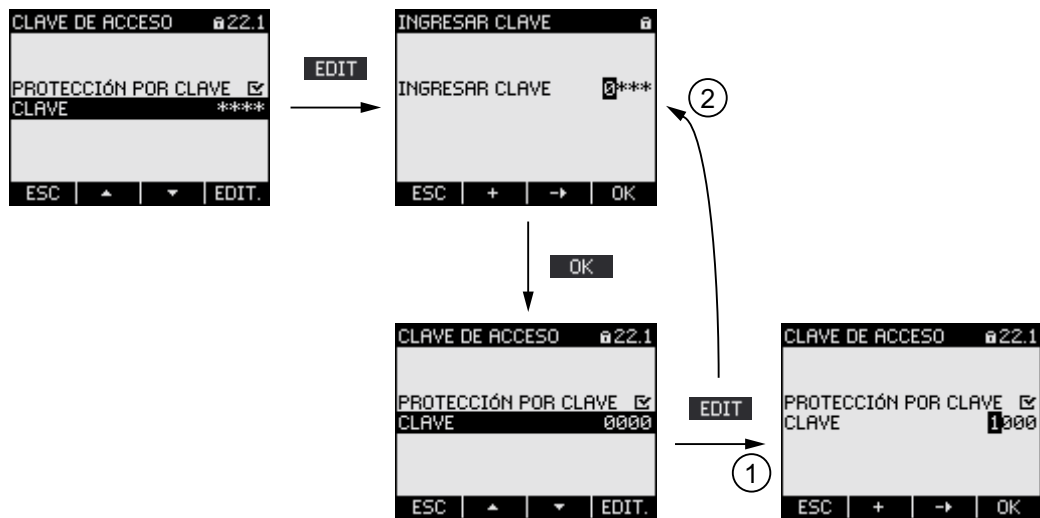 CLAVE DE ACCESO 22.1
PROTECCIÓN POR CLAVE
CLAVE ****
ESC EDIT.
EDIT
INGRESAR CLAVE
INGRESAR CLAVE 0***
ESC + OK
2
OK
CLAVE DE ACCESO 22.1
PROTECCIÓN POR CLAVE
CLAVE 0000
ESC EDIT.
EDIT
1
CLAVE DE ACCESO 22.1
PROTECCIÓN POR CLAVE
CLAVE 1000
ESC + OK